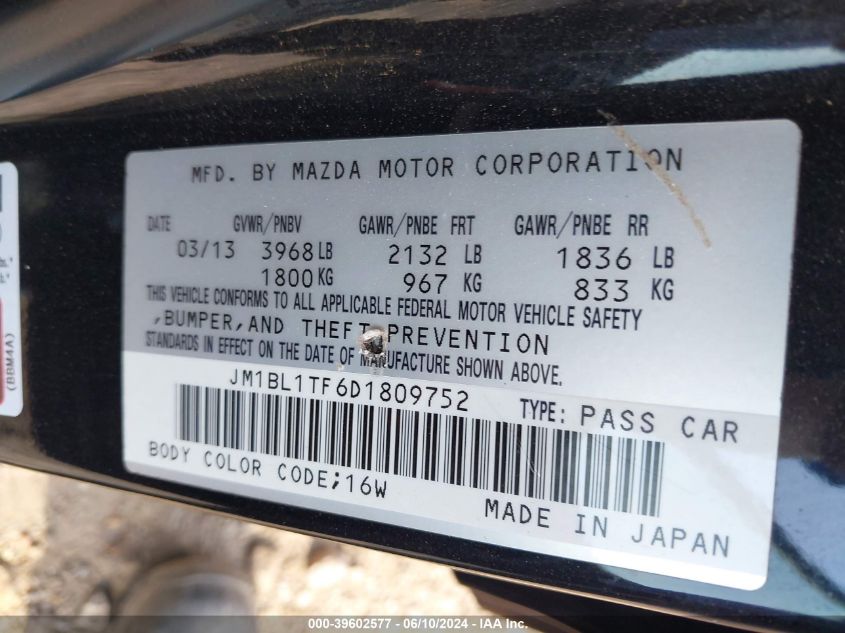 MFD. BY MAZDA MOTOR CORPORATION
DATE GVWR/PNBV GAWR/PNBE FRT GAWR/PNBE RR
03/13 3968 LB 2132 LB 1836 LB
1800 KG 967 KG 833 KG
THIS VEHICLE CONFORMS TO ALL APPLICABLE FEDERAL MOTOR VEHICLE SAFETY
,BUMPER,AND THEFT PREVENTION
STANDARDS IN EFFECT ON THE DATE OF MANUFACTURE SHOWN ABOVE.
JM1BL1TF6D1809752 TYPE: PASS CAR
BODY COLOR CODE;16W
MADE IN JAPAN
(BBM4A)
000-39602577 - 06/10/2024 - IAA, Inc.